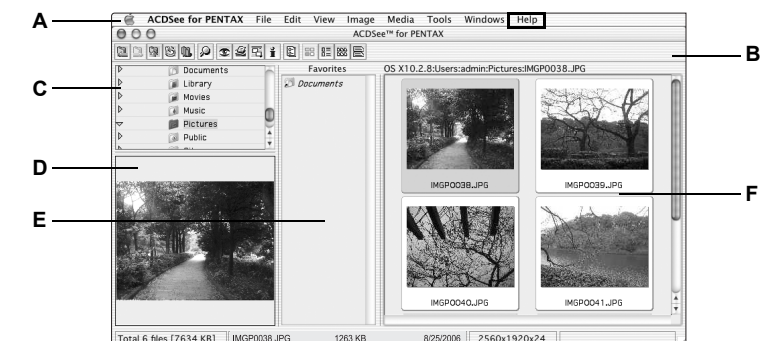 A
ACDSee for PENTAX File Edit View Image Media Tools Windows Help
ACDSee™ for PENTAX
B
Favorites
OS X10.2.8:Users:admin:Pictures:IMGP0038.JPG
Documents
Library
Movies
Music
Pictures
Public
Documents
C
D
E
F
IMGP0038.JPG
IMGP0039.JPG
IMGP0040.JPG
IMGP0041.JPG
Total 6 files [7634 KB] IMGP0038.JPG 1263 KB 8/25/2006 2560x1920x24